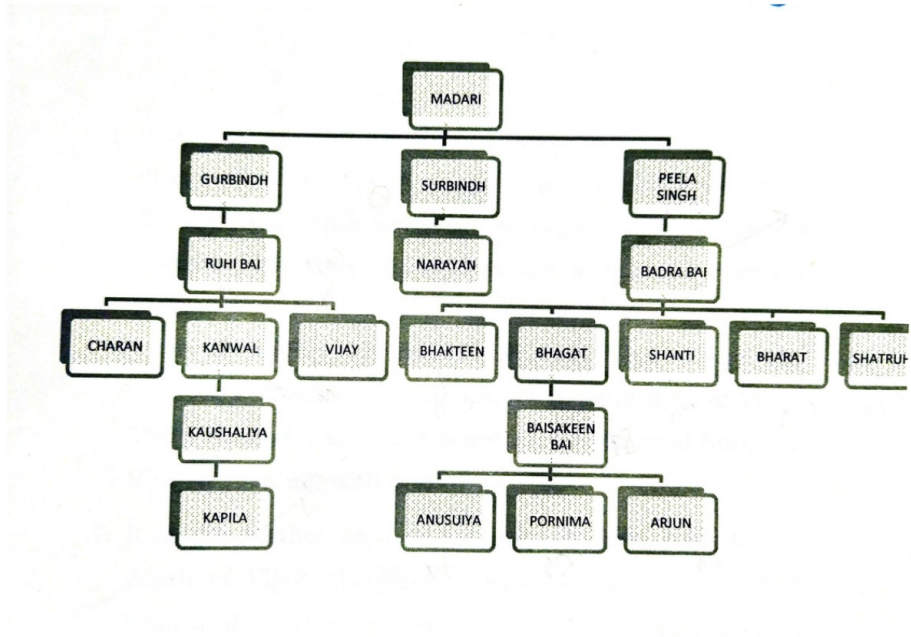 MADARI
GURBINDH
SURBINDH
PEELA
SINGH
RUHI BAI
NARAYAN
BADRA BAI
CHARAN
KANWAL
VIJAY
BHAKTEEN
BHAGAT
SHANTI
BHARAT
SHATRUH
KAUSHALIYA
BAISAKEEN
BAI
KAPILA
ANUSUIYA
PORNIMA
ARJUN